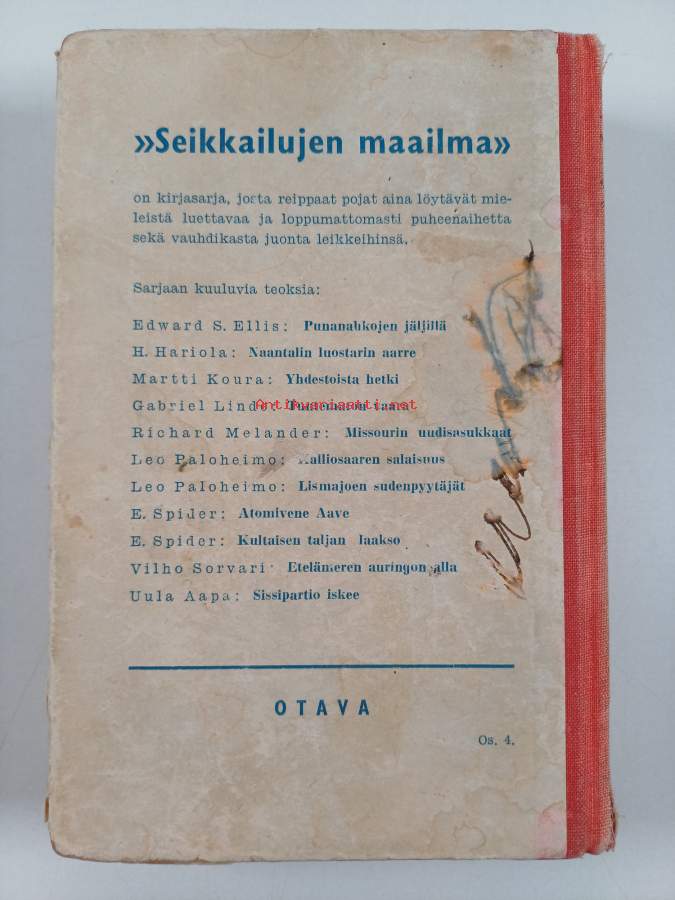 »Seikkailujen maailma»
on kirjasarja, josta reippaat pojat aina löytävät mie-
leistä luettavaa ja loppumattomasti puheenaihetta
sekä vauhdikasta juonta leikkeihinsä.
Sarjaan kuuluvia teoksia:
Edward S. Ellis: Punanahkojen jäljillä
H. Hariola: Naantalin luostarin aarre
Martti Koura: Yhdestoista hetki
Gabriel Linder
Antikvariaatti.net
Richard Melander: Missourin uudisasukkaat
Leo Paloheimo: Kalliosaaren salaisuus
Leo Paloheimo: Lismajoen sudenpyytäjät
E. Spider: Atomivene Aave
E. Spider: Kultaisen taljan laakso
Vilho Sorvari: Etelämeren auringon alla
Uula Aapa: Sissipartio iskee
OTAVA
Os. 4.